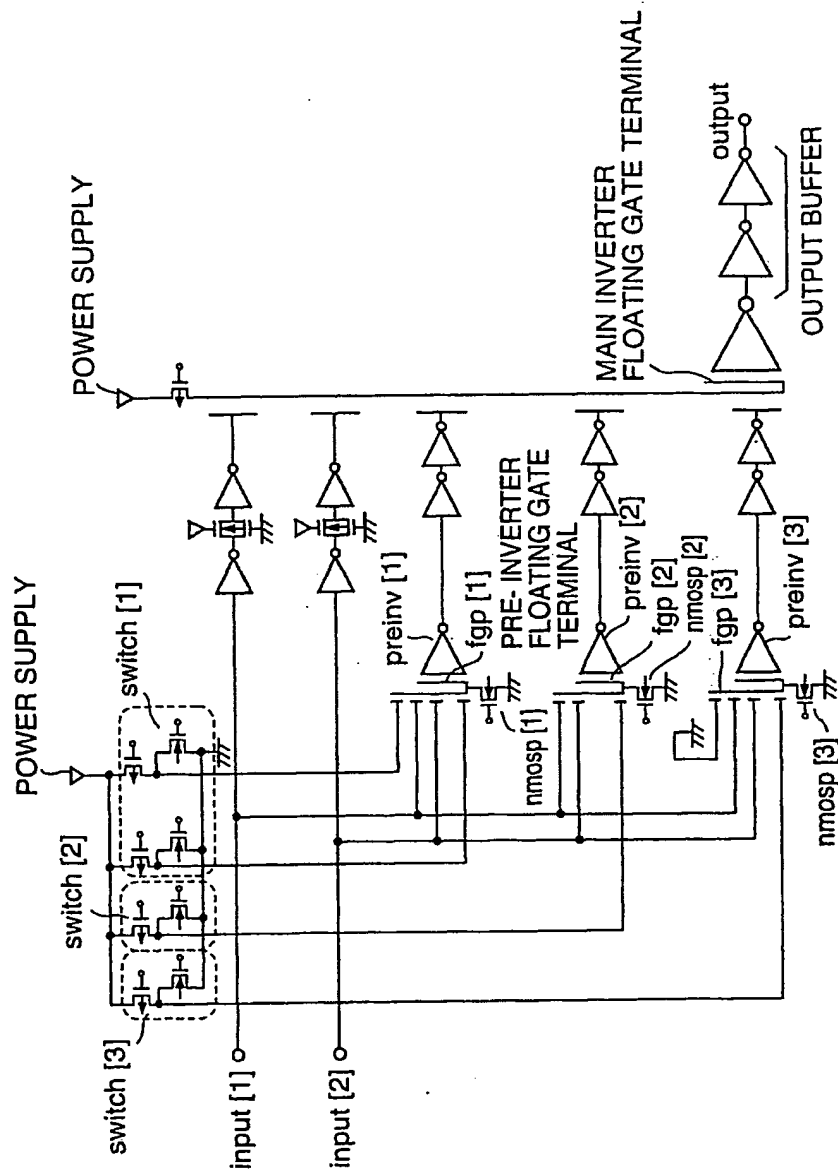 POWER SUPPLY
POWER SUPPLY
switch [1]
switch [2]
switch [3]
input [1]
input [2]
preinv [1]
PRE- INVERTER
FLOATING GATE
TERMINAL
fgp [1]
nmosp [1]
preinv [2]
fgp [2]
nmosp [2]
fgp [3]
preinv [3]
nmosp [3]
MAIN INVERTER
FLOATING GATE TERMINAL
output
OUTPUT BUFFER